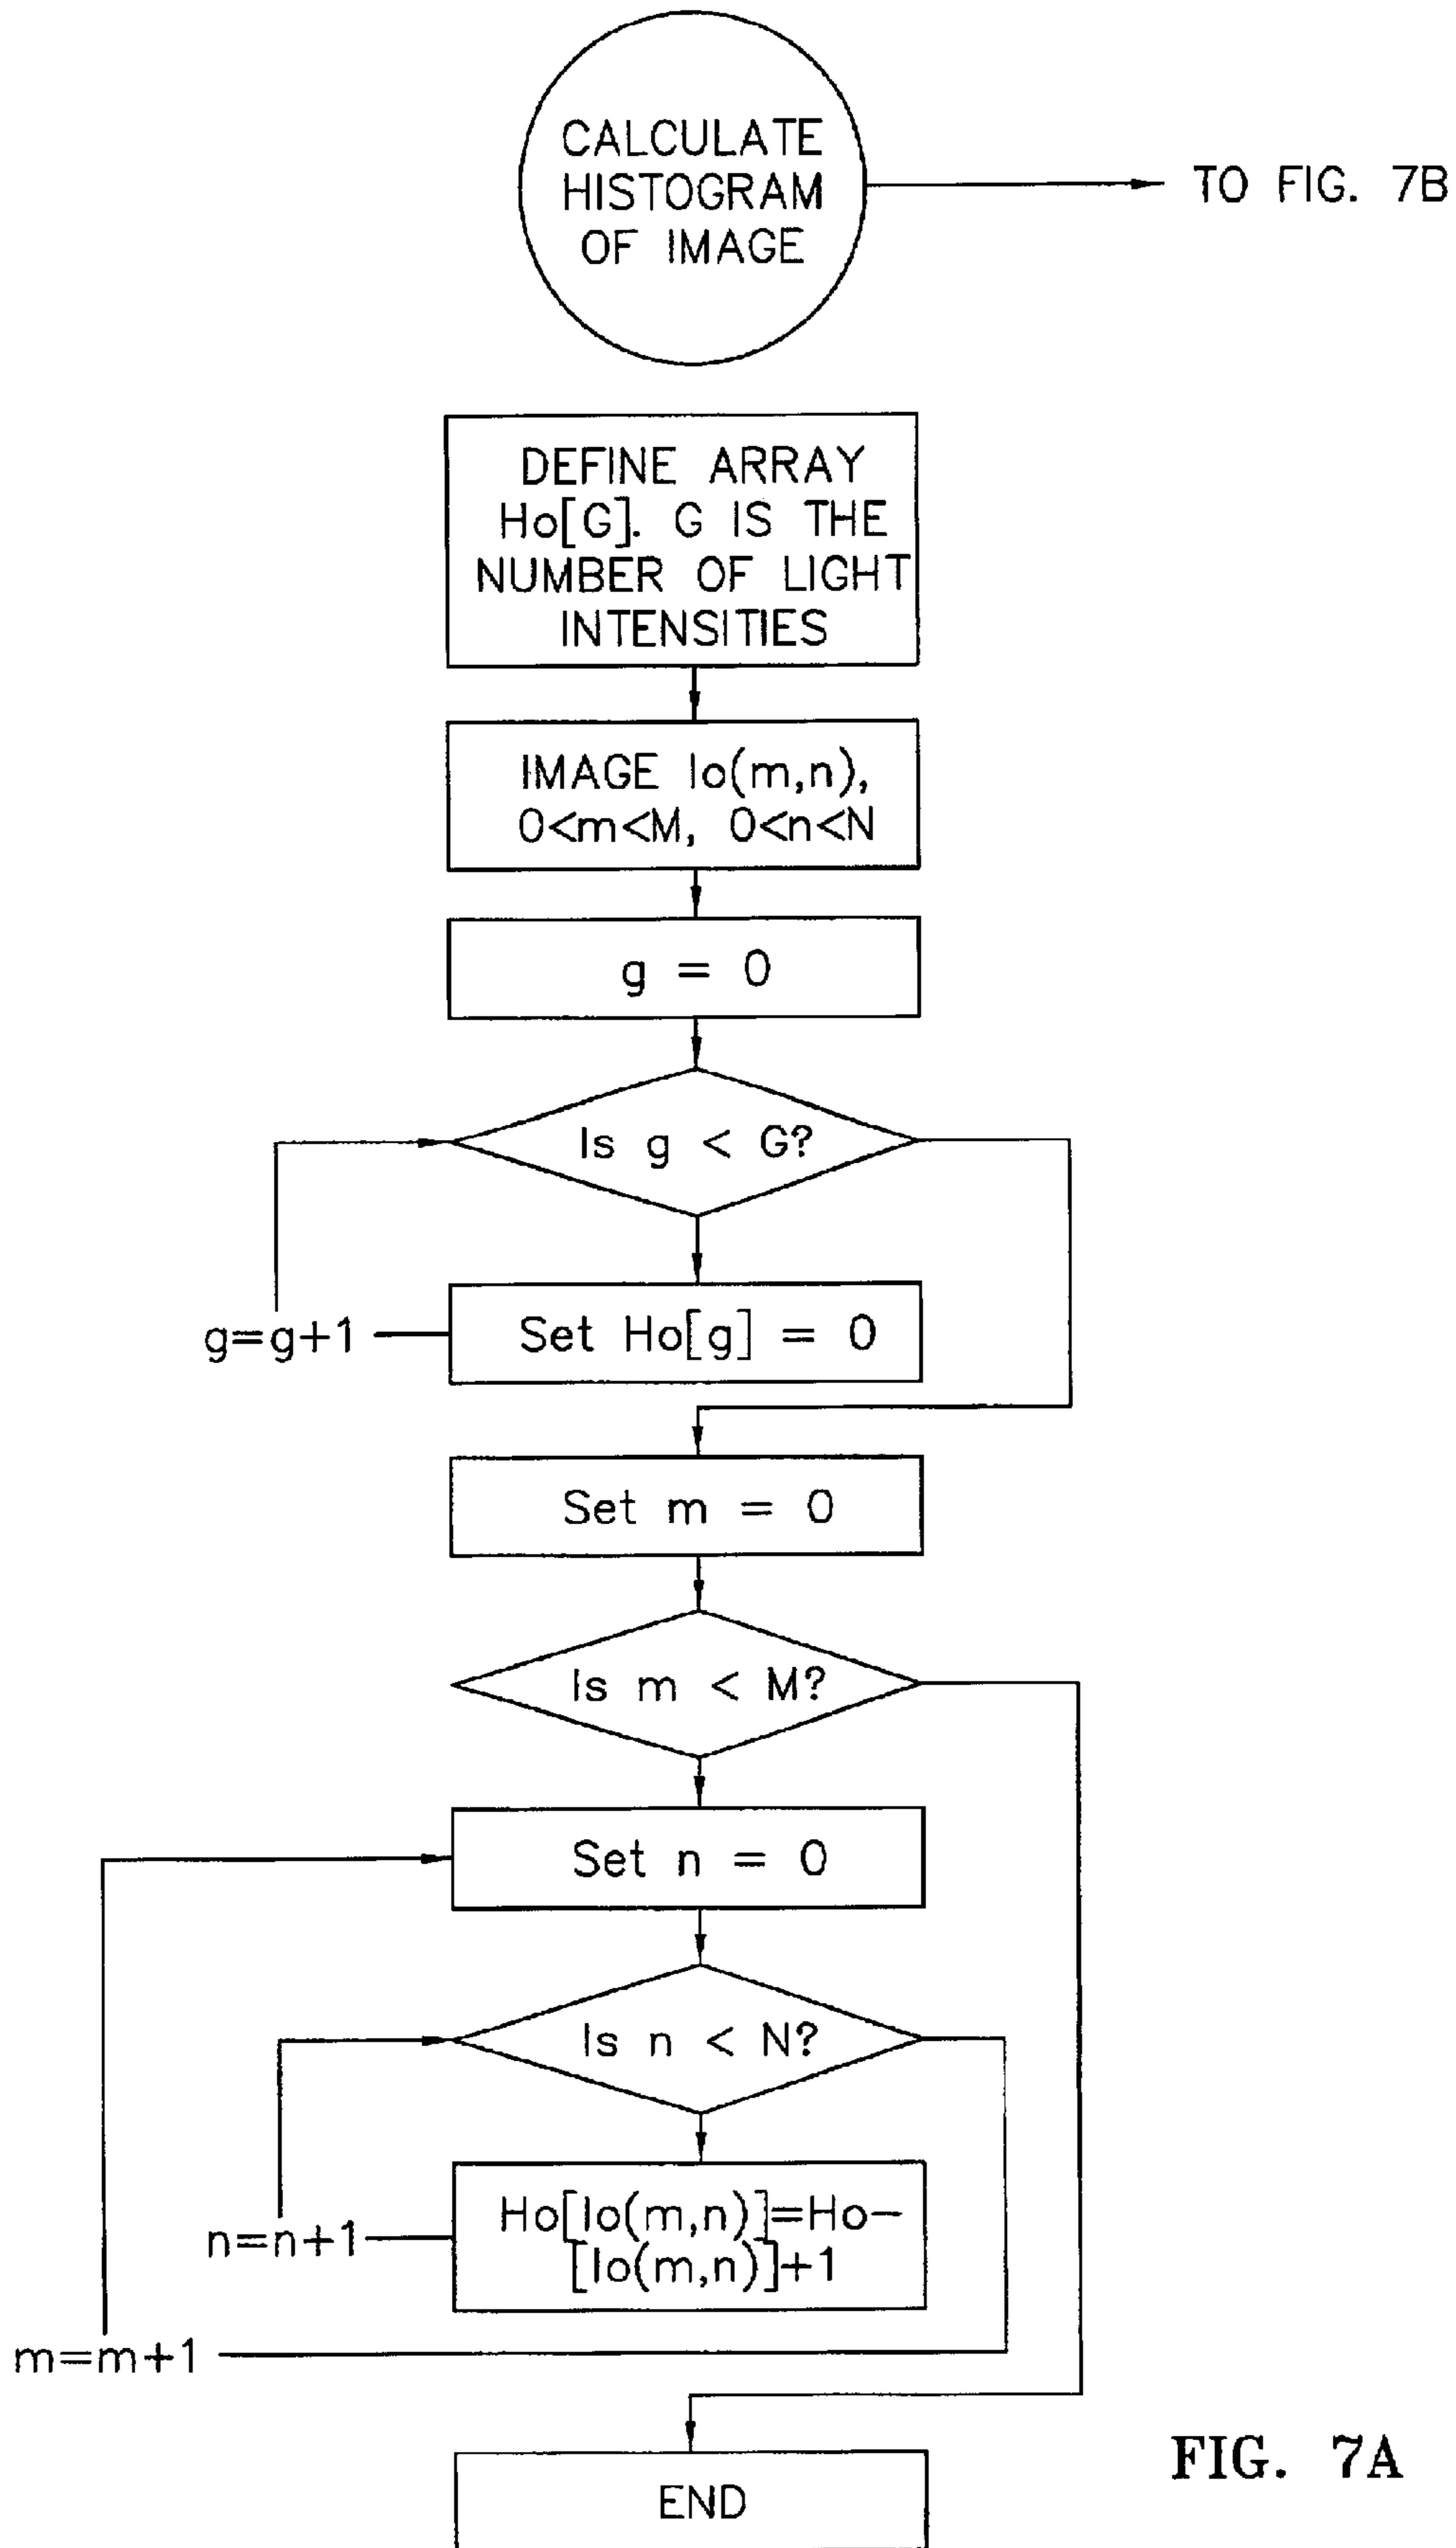 CALCULATE
HISTOGRAM
OF IMAGE
TO FIG. 7B
DEFINE ARRAY
Ho[G]. G IS THE
NUMBER OF LIGHT
INTENSITIES
IMAGE Io(m,n),
0<m<M, 0<n<N
g = 0
Is g < G?
Set Ho[g] = 0
g=g+1
Set m = 0
Is m < M?
Set n = 0
Is n < N?
Ho[Io(m,n)]=Ho–
[Io(m,n)]+1
n=n+1
m=m+1
END
FIG. 7A